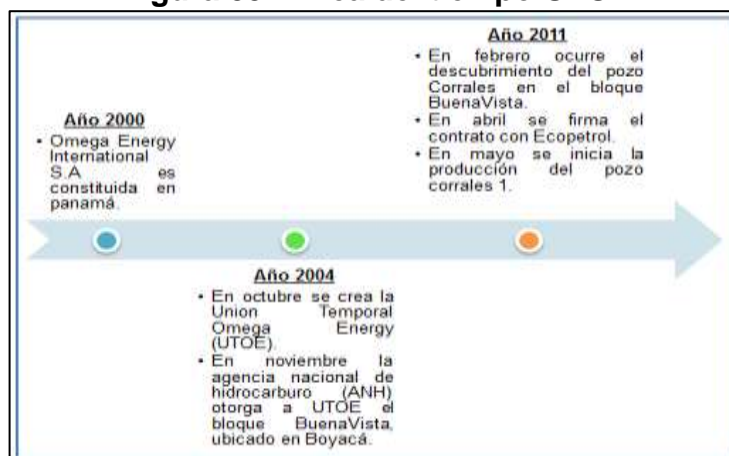 Año 2000
• Omega Energy
International
S.A es
constituida en
panamá.
Año 2004
• En octubre se crea la
Union Temporal
Omega Energy
(UTOE).
• En noviembre la
agencia nacional de
hidrocarburo (ANH)
otorga a UTOE el
bloque BuenaVista,
ubicado en Boyacá.
Año 2011
• En febrero ocurre el
descubrimiento del pozo
Corrales en el bloque
BuenaVista.
• En abril se firma el
contrato con Ecopetrol.
• En mayo se inicia la
producción del pozo
corrales 1.